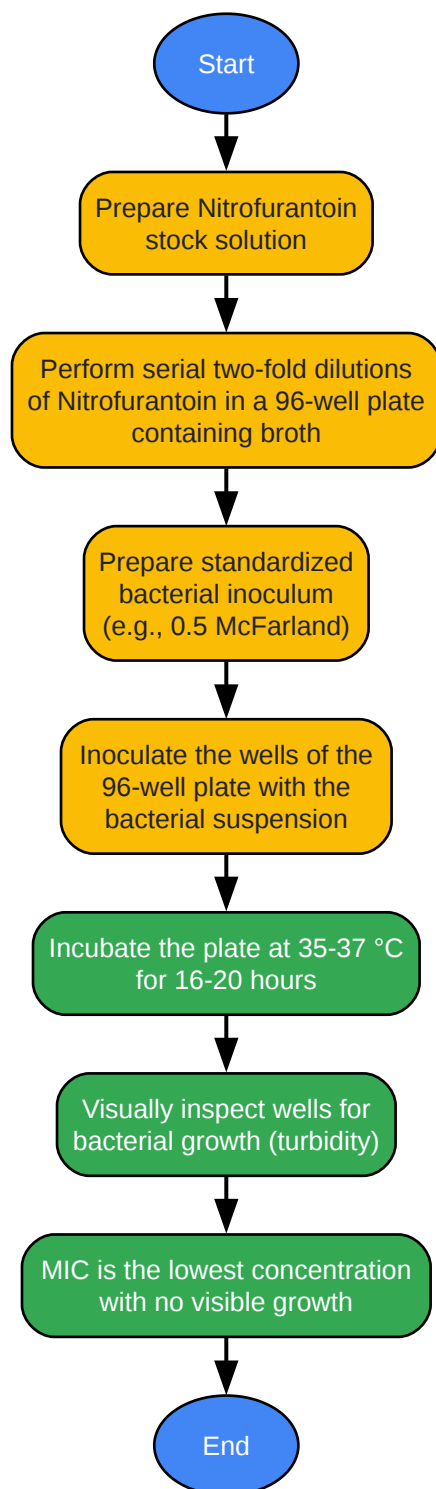 Start
Prepare Nitrofurantoin
stock solution
Perform serial two-fold dilutions
of Nitrofurantoin in a 96-well plate
containing broth
Prepare standardized
bacterial inoculum
(e.g., 0.5 McFarland)
Inoculate the wells of the
96-well plate with the
bacterial suspension
Incubate the plate at 35-37 °C
for 16-20 hours
Visually inspect wells for
bacterial growth (turbidity)
MIC is the lowest concentration
with no visible growth
End